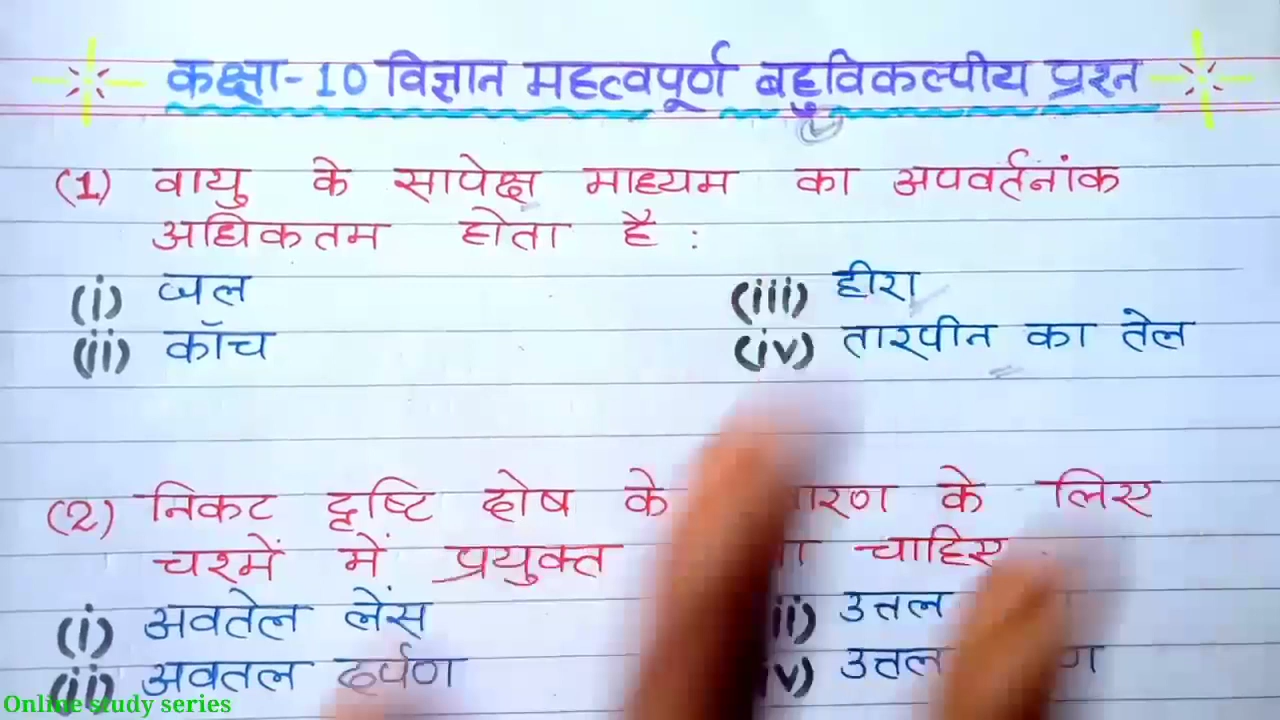 कक्षा-10 विज्ञान महत्वपूर्ण बहुविकल्पीय प्रश्न
(1) वायु के सापेक्ष माध्यम का अपवर्तनांक
अधिकतम होता है :
(i) जल
(ii) काँच
(iii) हीरा
(iv) तारपीन का तेल
(2) निकट दृष्टि दोष के लिए
चश्में में प्रयुक्त चाहिए
(i) अवतल लेंस
(ii) अवतल दर्पण
उत्तल
उत्तल
Online study series